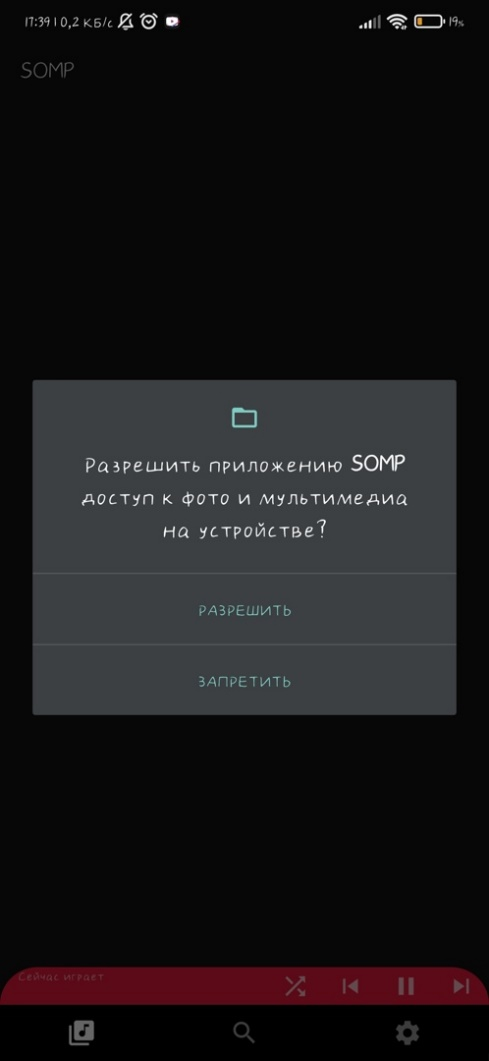 17:39 | 0,2 КБ/с 19%
SOMP
Разрешить приложению SOMP
доступ к фото и мультимедиа
на устройстве?
РАЗРЕШИТЬ
ЗАПРЕТИТЬ
Сейчас играет